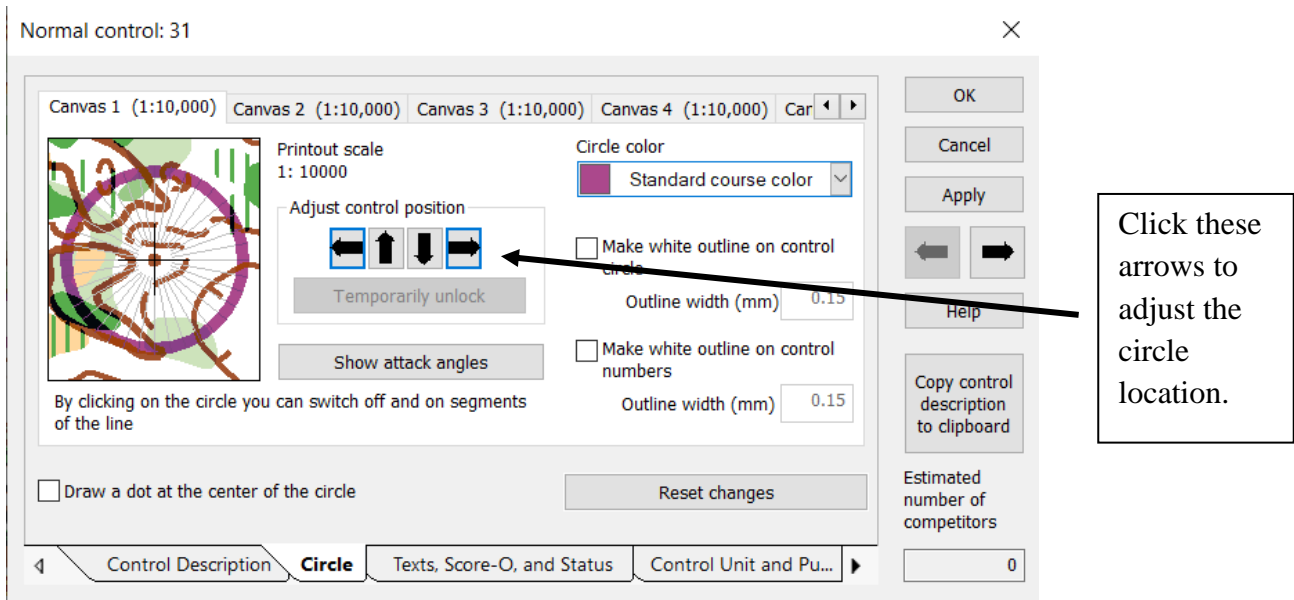 Normal control: 31
Canvas 1 (1:10,000) Canvas 2 (1:10,000) Canvas 3 (1:10,000) Canvas 4 (1:10,000) Car
Printout scale
1: 10000
Adjust control position
Temporarily unlock
Show attack angles
By clicking on the circle you can switch off and on segments
of the line
Circle color
Standard course color
Make white outline on control
circle
Outline width (mm) 0.15
Make white outline on control
numbers
Outline width (mm) 0.15
Draw a dot at the center of the circle
Reset changes
Control Description Circle Texts, Score-O, and Status Control Unit and Pu...
OK
Cancel
Apply
Help
Copy control
description
to clipboard
Estimated
number of
competitors
0
Click these
arrows to
adjust the
circle
location.